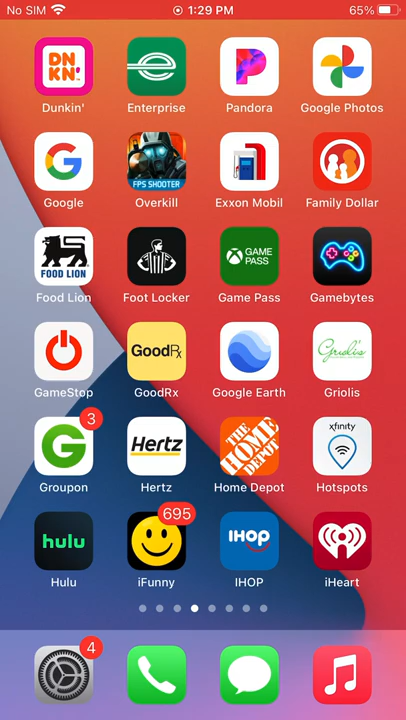 No SIM 1:29 PM 65%
DN
KN'
Dunkin' Enterprise Pandora Google Photos
FPS SHOOTER
Google Overkill Exxon Mobil Family Dollar
FOOD LION
GAME
PASS
Food Lion Foot Locker Game Pass Gamebytes
GoodRx
Griolis
GameStop GoodRx Google Earth Griolis
3
Hertz
THE
HOME
DEPOT
xfinity
Groupon Hertz Home Depot Hotspots
hulu
695
IHOP
Hulu iFunny IHOP iHeart
4